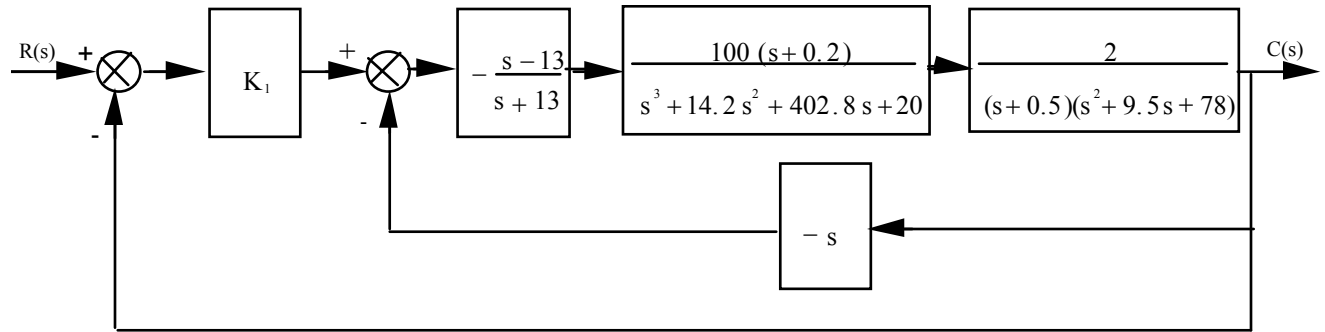 R(s) + - K₁ + - - s - 13 / s + 13 100 (s + 0.2) / s³ + 14.2 s² + 402.8 s + 20 2 / (s + 0.5)(s² + 9.5 s + 78) C(s)
- s